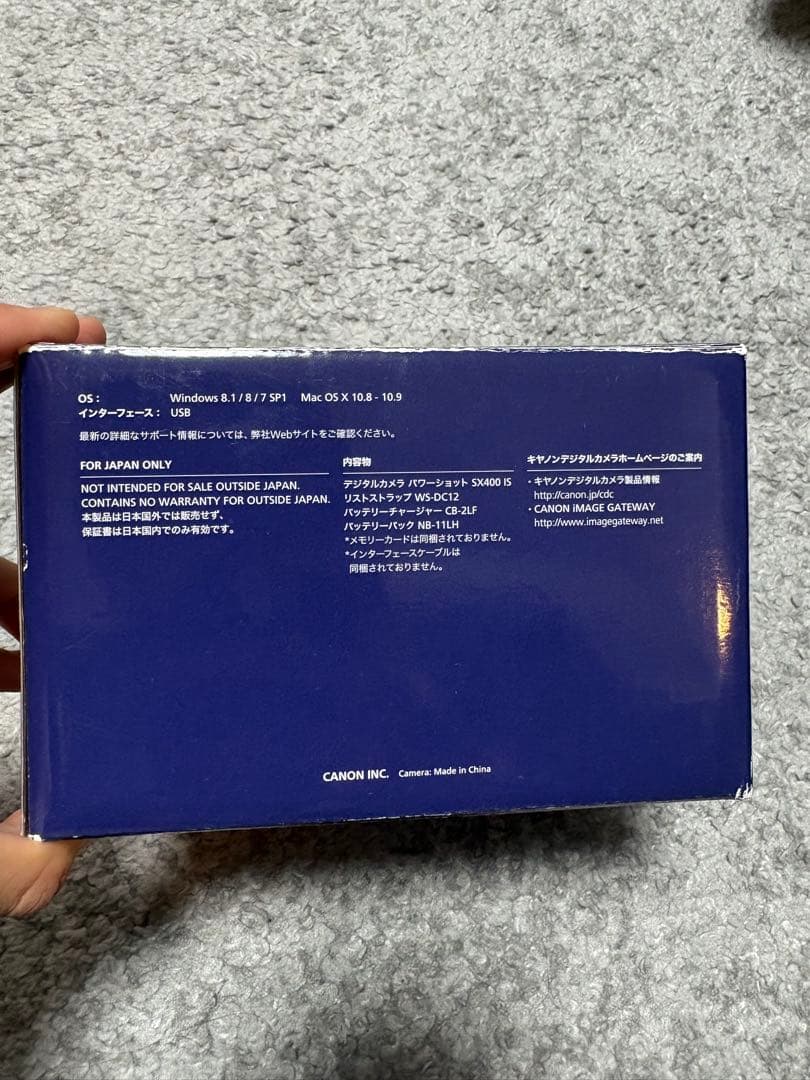 OS： Windows 8.1 / 8 / 7 SP1 Mac OS X 10.8 - 10.9
インターフェース： USB
最新の詳細なサポート情報については、弊社Webサイトをご確認ください。
FOR JAPAN ONLY
NOT INTENDED FOR SALE OUTSIDE JAPAN.
CONTAINS NO WARRANTY FOR OUTSIDE JAPAN.
本製品は日本国外では販売せず、
保証書は日本国内でのみ有効です。
内容物
デジタルカメラ パワーショット SX400 IS
リストストラップ WS-DC12
バッテリーチャージャー CB-2LF
バッテリーパック NB-11LH
*メモリーカードは同梱されておりません。
*インターフェースケーブルは
同梱されておりません。
キヤノンデジタルカメラホームページのご案内
・キヤノンデジタルカメラ製品情報
http://canon.jp/cdc
・CANON iMAGE GATEWAY
http://www.imagegateway.net
CANON INC. Camera: Made in China